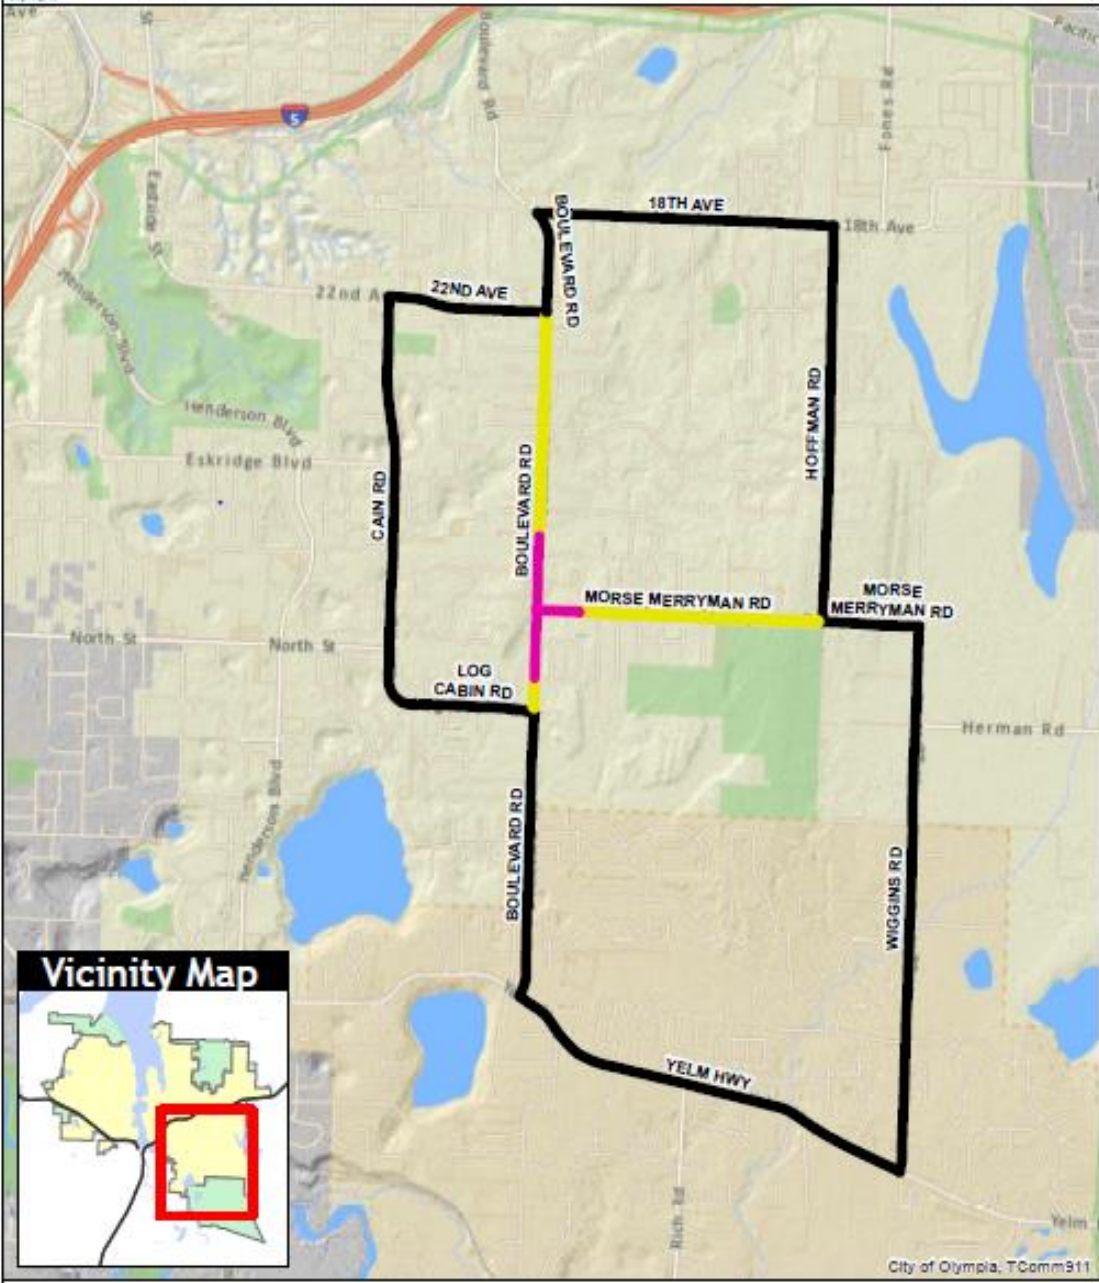 Ave
St
Boulevard Rd
Pacific
5
Fones Rd
Eastside St
18TH AVE
BOULEVARD RD
18th Ave
22nd A
22ND AVE
Henderson Blvd
HOFFMAN RD
Henderson Blvd
Eskridge Blvd
CAIN RD
BOULEVARD RD
MORSE MERRYMAN RD
MORSE
MERRYMAN RD
North St
North St
LOG
CABIN RD
Herman Rd
Henderson Blvd
BOULEVARD RD
WIGGINS RD
Vicinity Map
YELM HWY
Rich Rd
Yelm
City of Olympia, TComm911